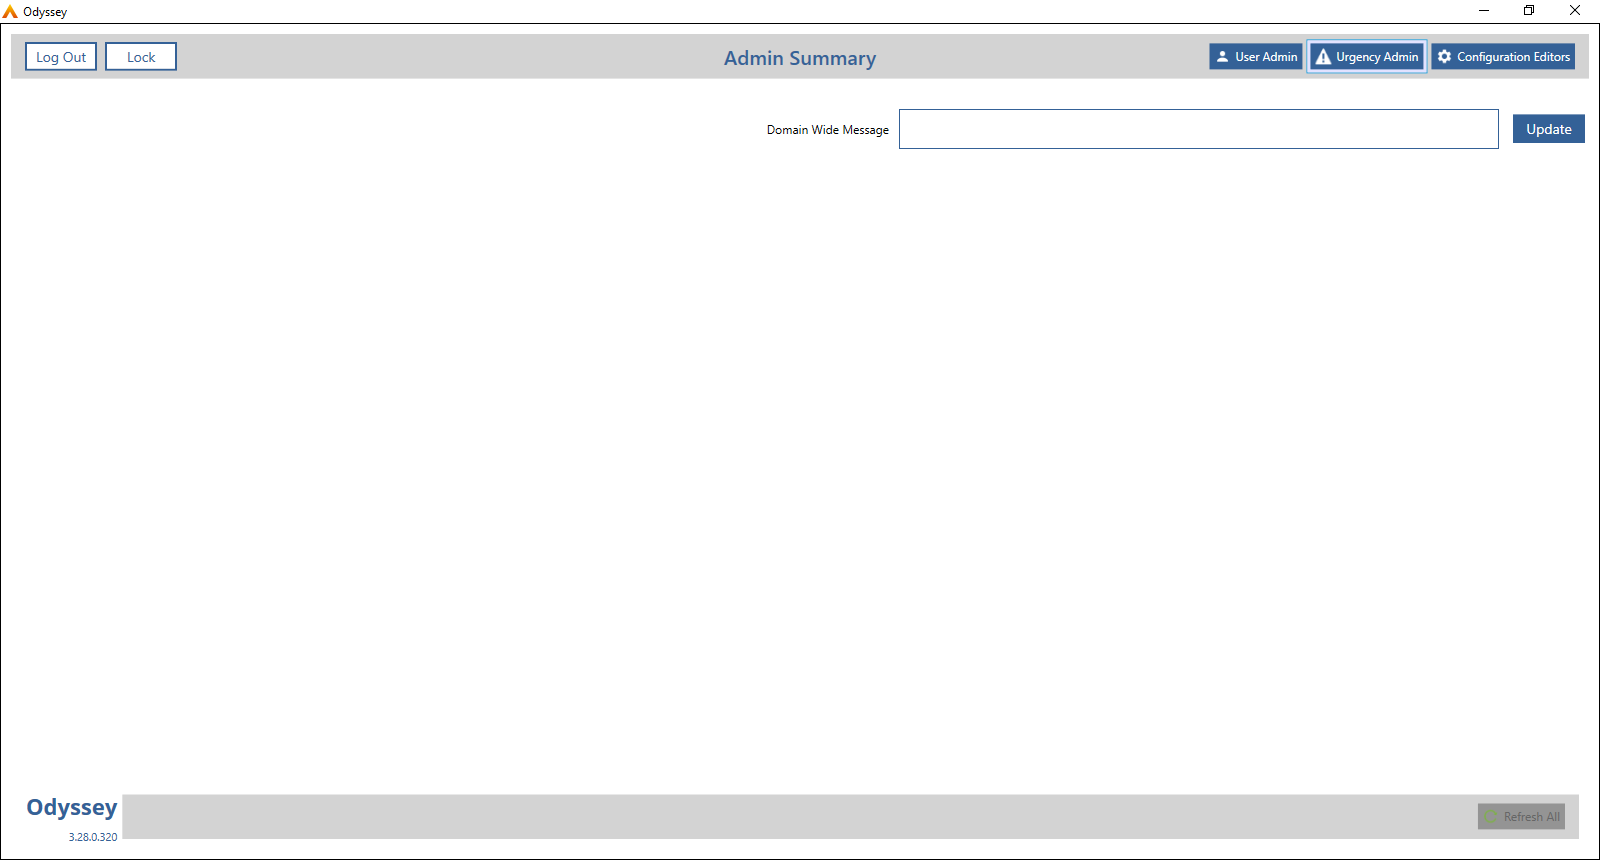 Odyssey
Log Out
Lock
Admin Summary
User Admin
Urgency Admin
Configuration Editors
Domain Wide Message
Update
Odyssey
3.28.0.320
Refresh All